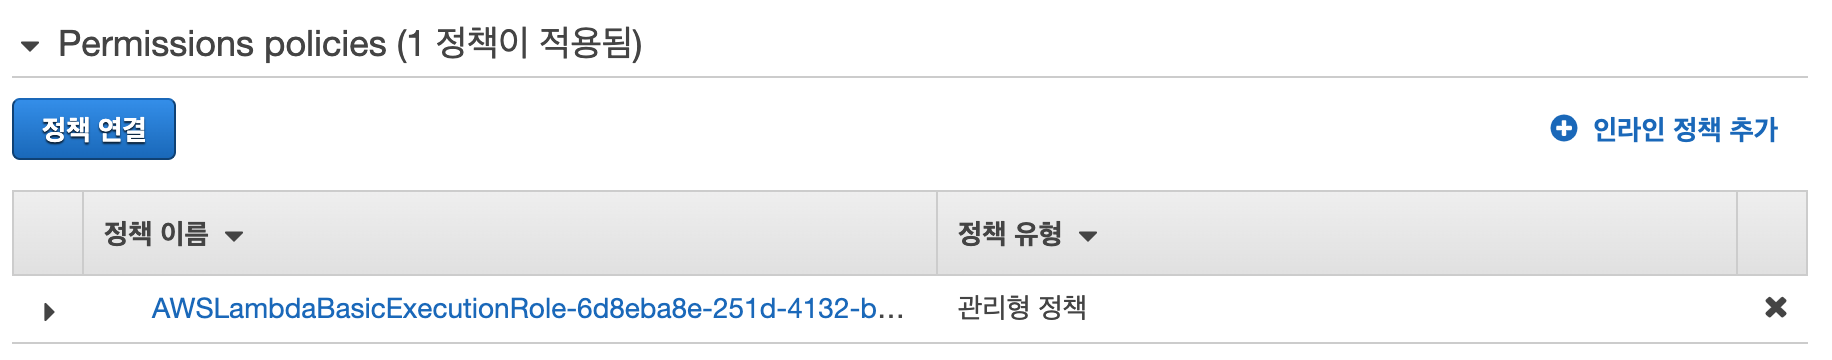 Permissions policies (1 정책이 적용됨)
정책 연결
인라인 정책 추가
정책 이름
정책 유형
AWSLambdaBasicExecutionRole-6d8eba8e-251d-4132-b...
관리형 정책